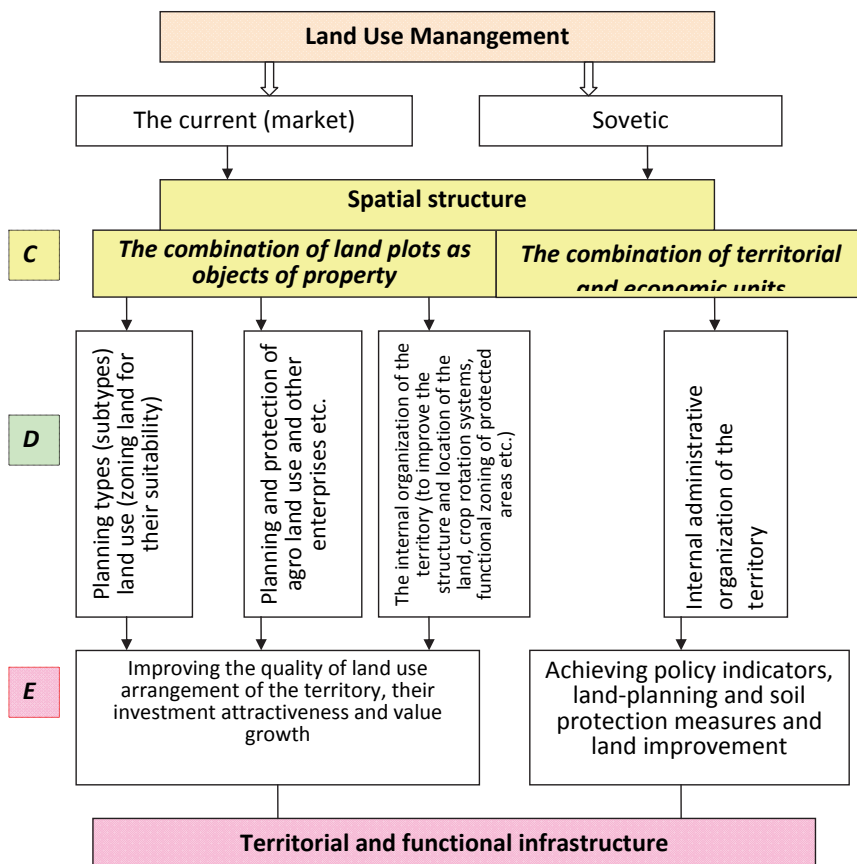 Land Use Manangement
The current (market)
Sovetic
Spatial structure
C
The combination of land plots as
objects of property
The combination of territorial
and economic units
D
Planning types (subtypes)
land use (zoning land for
their suitability)
Planning and protection of
agro land use and other
enterprises etc.
The internal organization of the
territory (to improve the
structure and location of the
land, crop rotation systems,
functional zoning of protected
areas etc.)
Internal administrative
organization of the
territory
E
Improving the quality of land use
arrangement of the territory, their
investment attractiveness and value
growth
Achieving policy indicators,
land-planning and soil
protection measures and
land improvement
Territorial and functional infrastructure